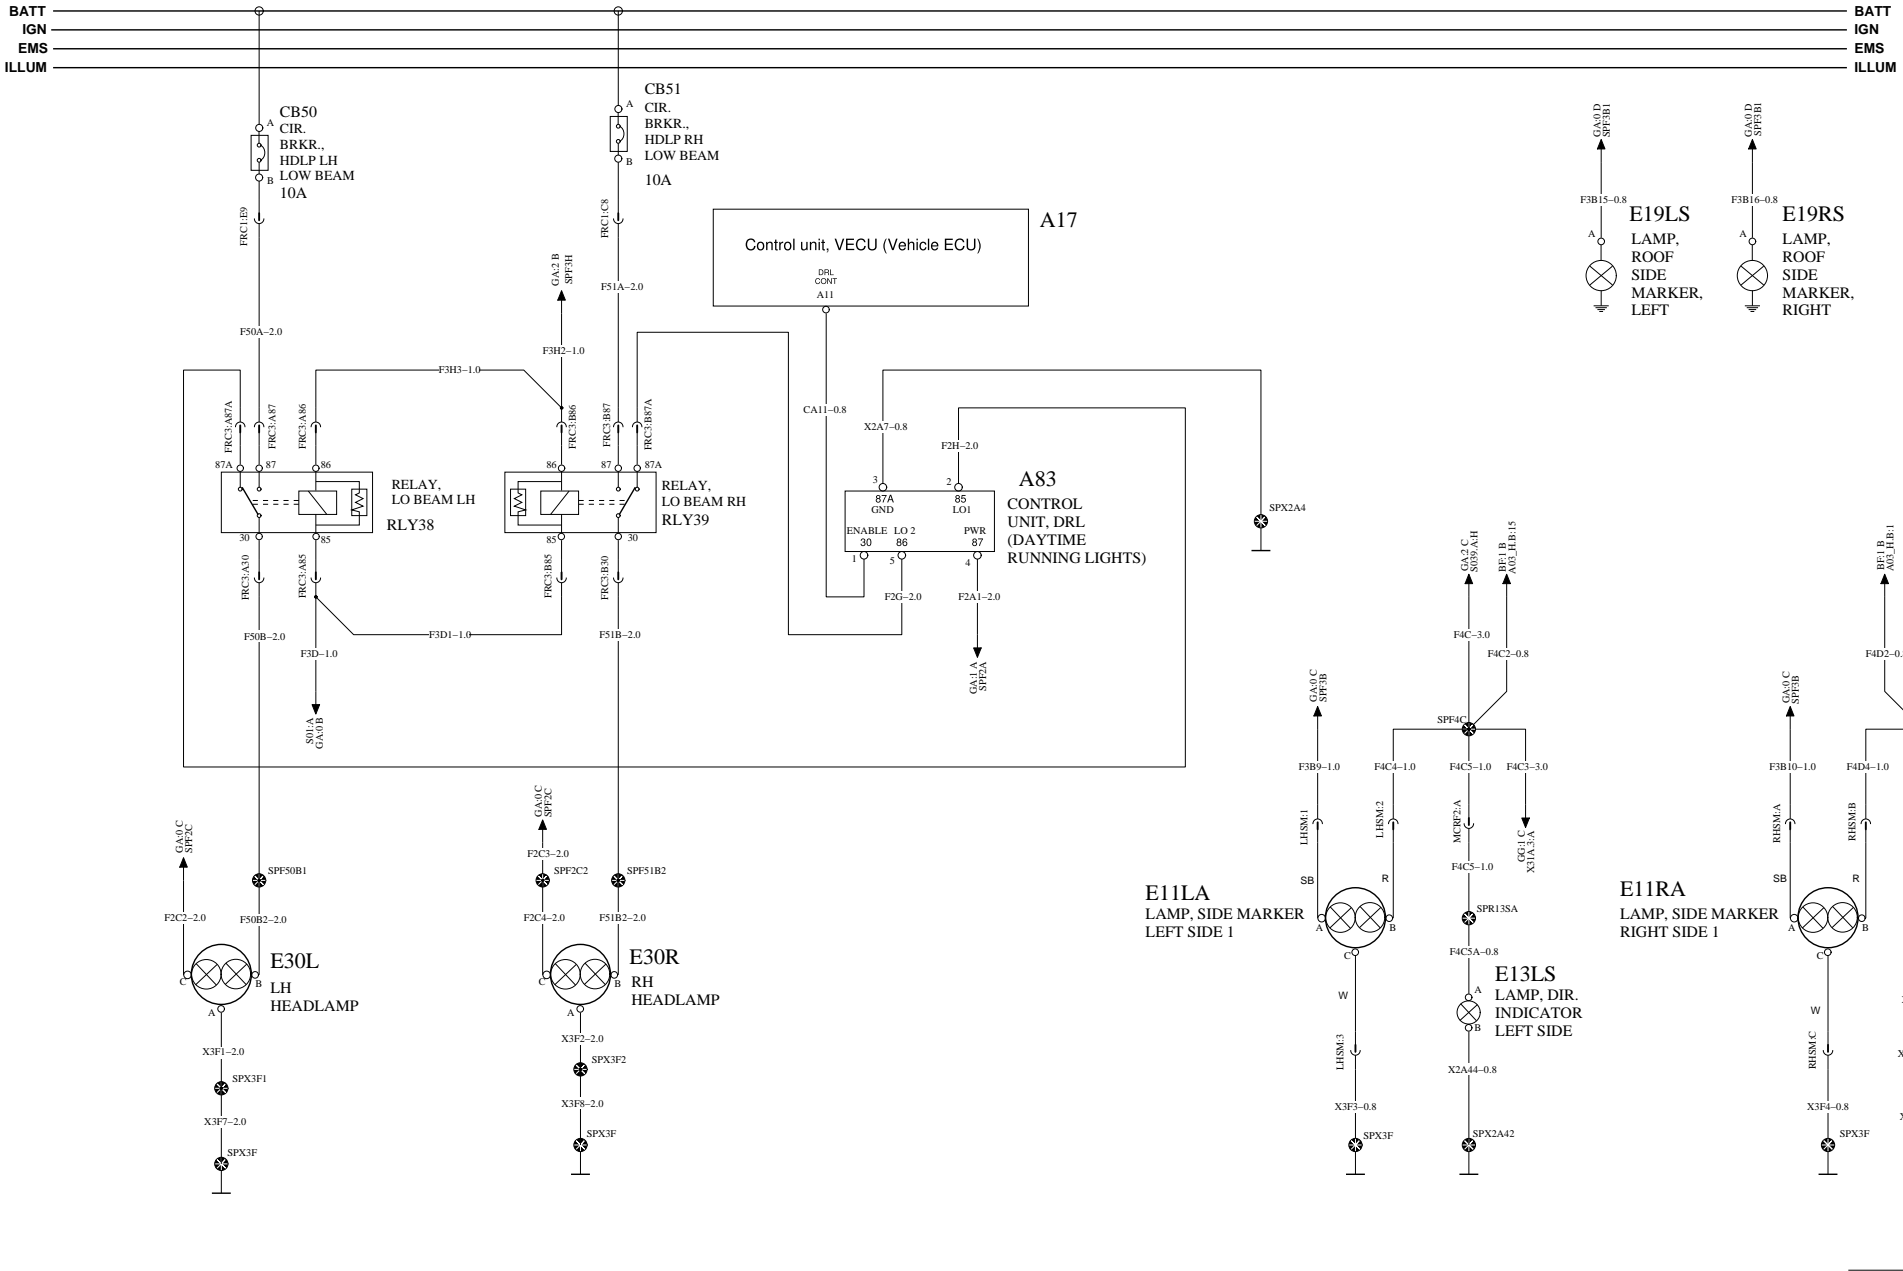 BATT
IGN
EMS
ILLUM
BATT
IGN
EMS
ILLUM
CB50
CIR.
BRKR.,
HDLP LH
LOW BEAM
10A
A
B
FRC1:E9
F50A–2.0
CB51
CIR.
BRKR.,
HDLP RH
LOW BEAM
10A
A
B
FRC1:C8
F51A–2.0
GA:2 B
SPF3H
F3H2–1.0
F3H3–1.0
A17
Control unit, VECU (Vehicle ECU)
DRL
CONT
A11
CA11–0.8
X2A7–0.8
F2H–2.0
GA:0 D
SPF3B1
F3B15–0.8
A
E19LS
LAMP,
ROOF
SIDE
MARKER,
LEFT
GA:0 D
SPF3B1
F3B16–0.8
A
E19RS
LAMP,
ROOF
SIDE
MARKER,
RIGHT
FRC3:A87A
FRC3:A87
FRC3:A86
87A
87
86
RELAY,
LO BEAM LH
RLY38
30
85
FRC3:A30
FRC3:A85
F50B–2.0
F3D–1.0
F3D1–1.0
S01:A
GA:0 B
FRC3:B86
FRC3:B87
FRC3:B87A
86
87
87A
RELAY,
LO BEAM RH
RLY39
85
30
FRC3:B85
FRC3:B30
F51B–2.0
3
2
A83
CONTROL
UNIT, DRL
(DAYTIME
RUNNING LIGHTS)
87A
GND
85
LO1
ENABLE
30
LO 2
86
PWR
87
1
5
4
F2G–2.0
F2A1–2.0
GA:1 A
SPF2A
SPX2A4
GA:0 C
SPF2C
F2C2–2.0
SPF50B1
F50B2–2.0
C
B
A
E30L
LH
HEADLAMP
X3F1–2.0
SPX3F1
X3F7–2.0
SPX3F
GA:0 C
SPF2C
F2C3–2.0
SPF2C2
F2C4–2.0
SPF51B2
F51B2–2.0
C
B
A
E30R
RH
HEADLAMP
X3F2–2.0
SPX3F2
X3F8–2.0
SPX3F
GA:0 C
SPF3B
F3B9–1.0
LHSM:1
SB
F4C4–1.0
LHSM:2
R
E11LA
LAMP, SIDE MARKER
LEFT SIDE 1
A
B
C
W
LHSM:3
X3F3–0.8
SPX3F
GA:2 C
S039.A:H
F4C–3.0
BF:1 B
A03_H.B:15
F4C2–0.8
SPF4C
F4C5–1.0
F4C3–3.0
MCRF2:A
GG:1 C
X31A.3:A
F4C5–1.0
SPR13SA
F4C5A–0.8
A
B
E13LS
LAMP, DIR.
INDICATOR
LEFT SIDE
X2A44–0.8
SPX2A42
GA:0 C
SPF3B
F3B10–1.0
RHSM:A
SB
BF:1 B
A03_H.B:1
F4D2–0.
F4D4–1.0
RHSM:B
R
E11RA
LAMP, SIDE MARKER
RIGHT SIDE 1
A
B
C
W
RHSM:C
X3F4–0.8
SPX3F